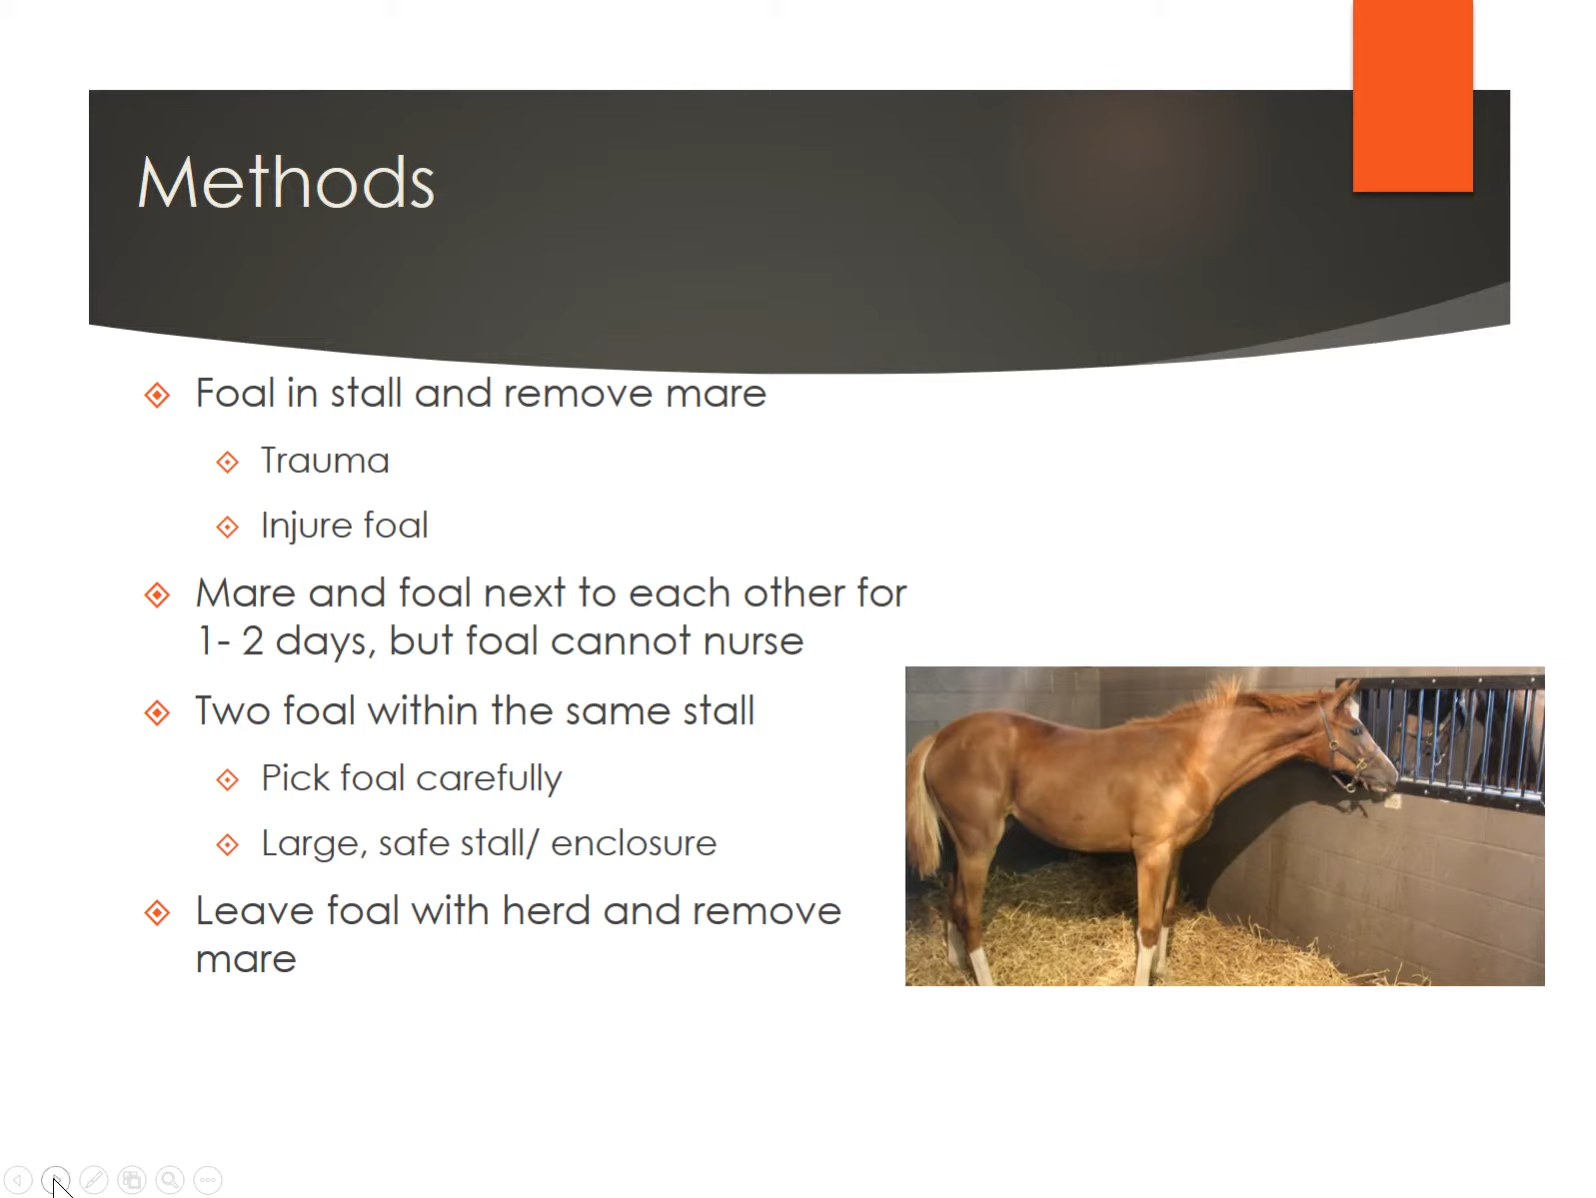 Methods
Foal in stall and remove mare
Trauma
Injure foal
Mare and foal next to each other for
1- 2 days, but foal cannot nurse
Two foal within the same stall
Pick foal carefully
Large, safe stall/ enclosure
Leave foal with herd and remove
mare